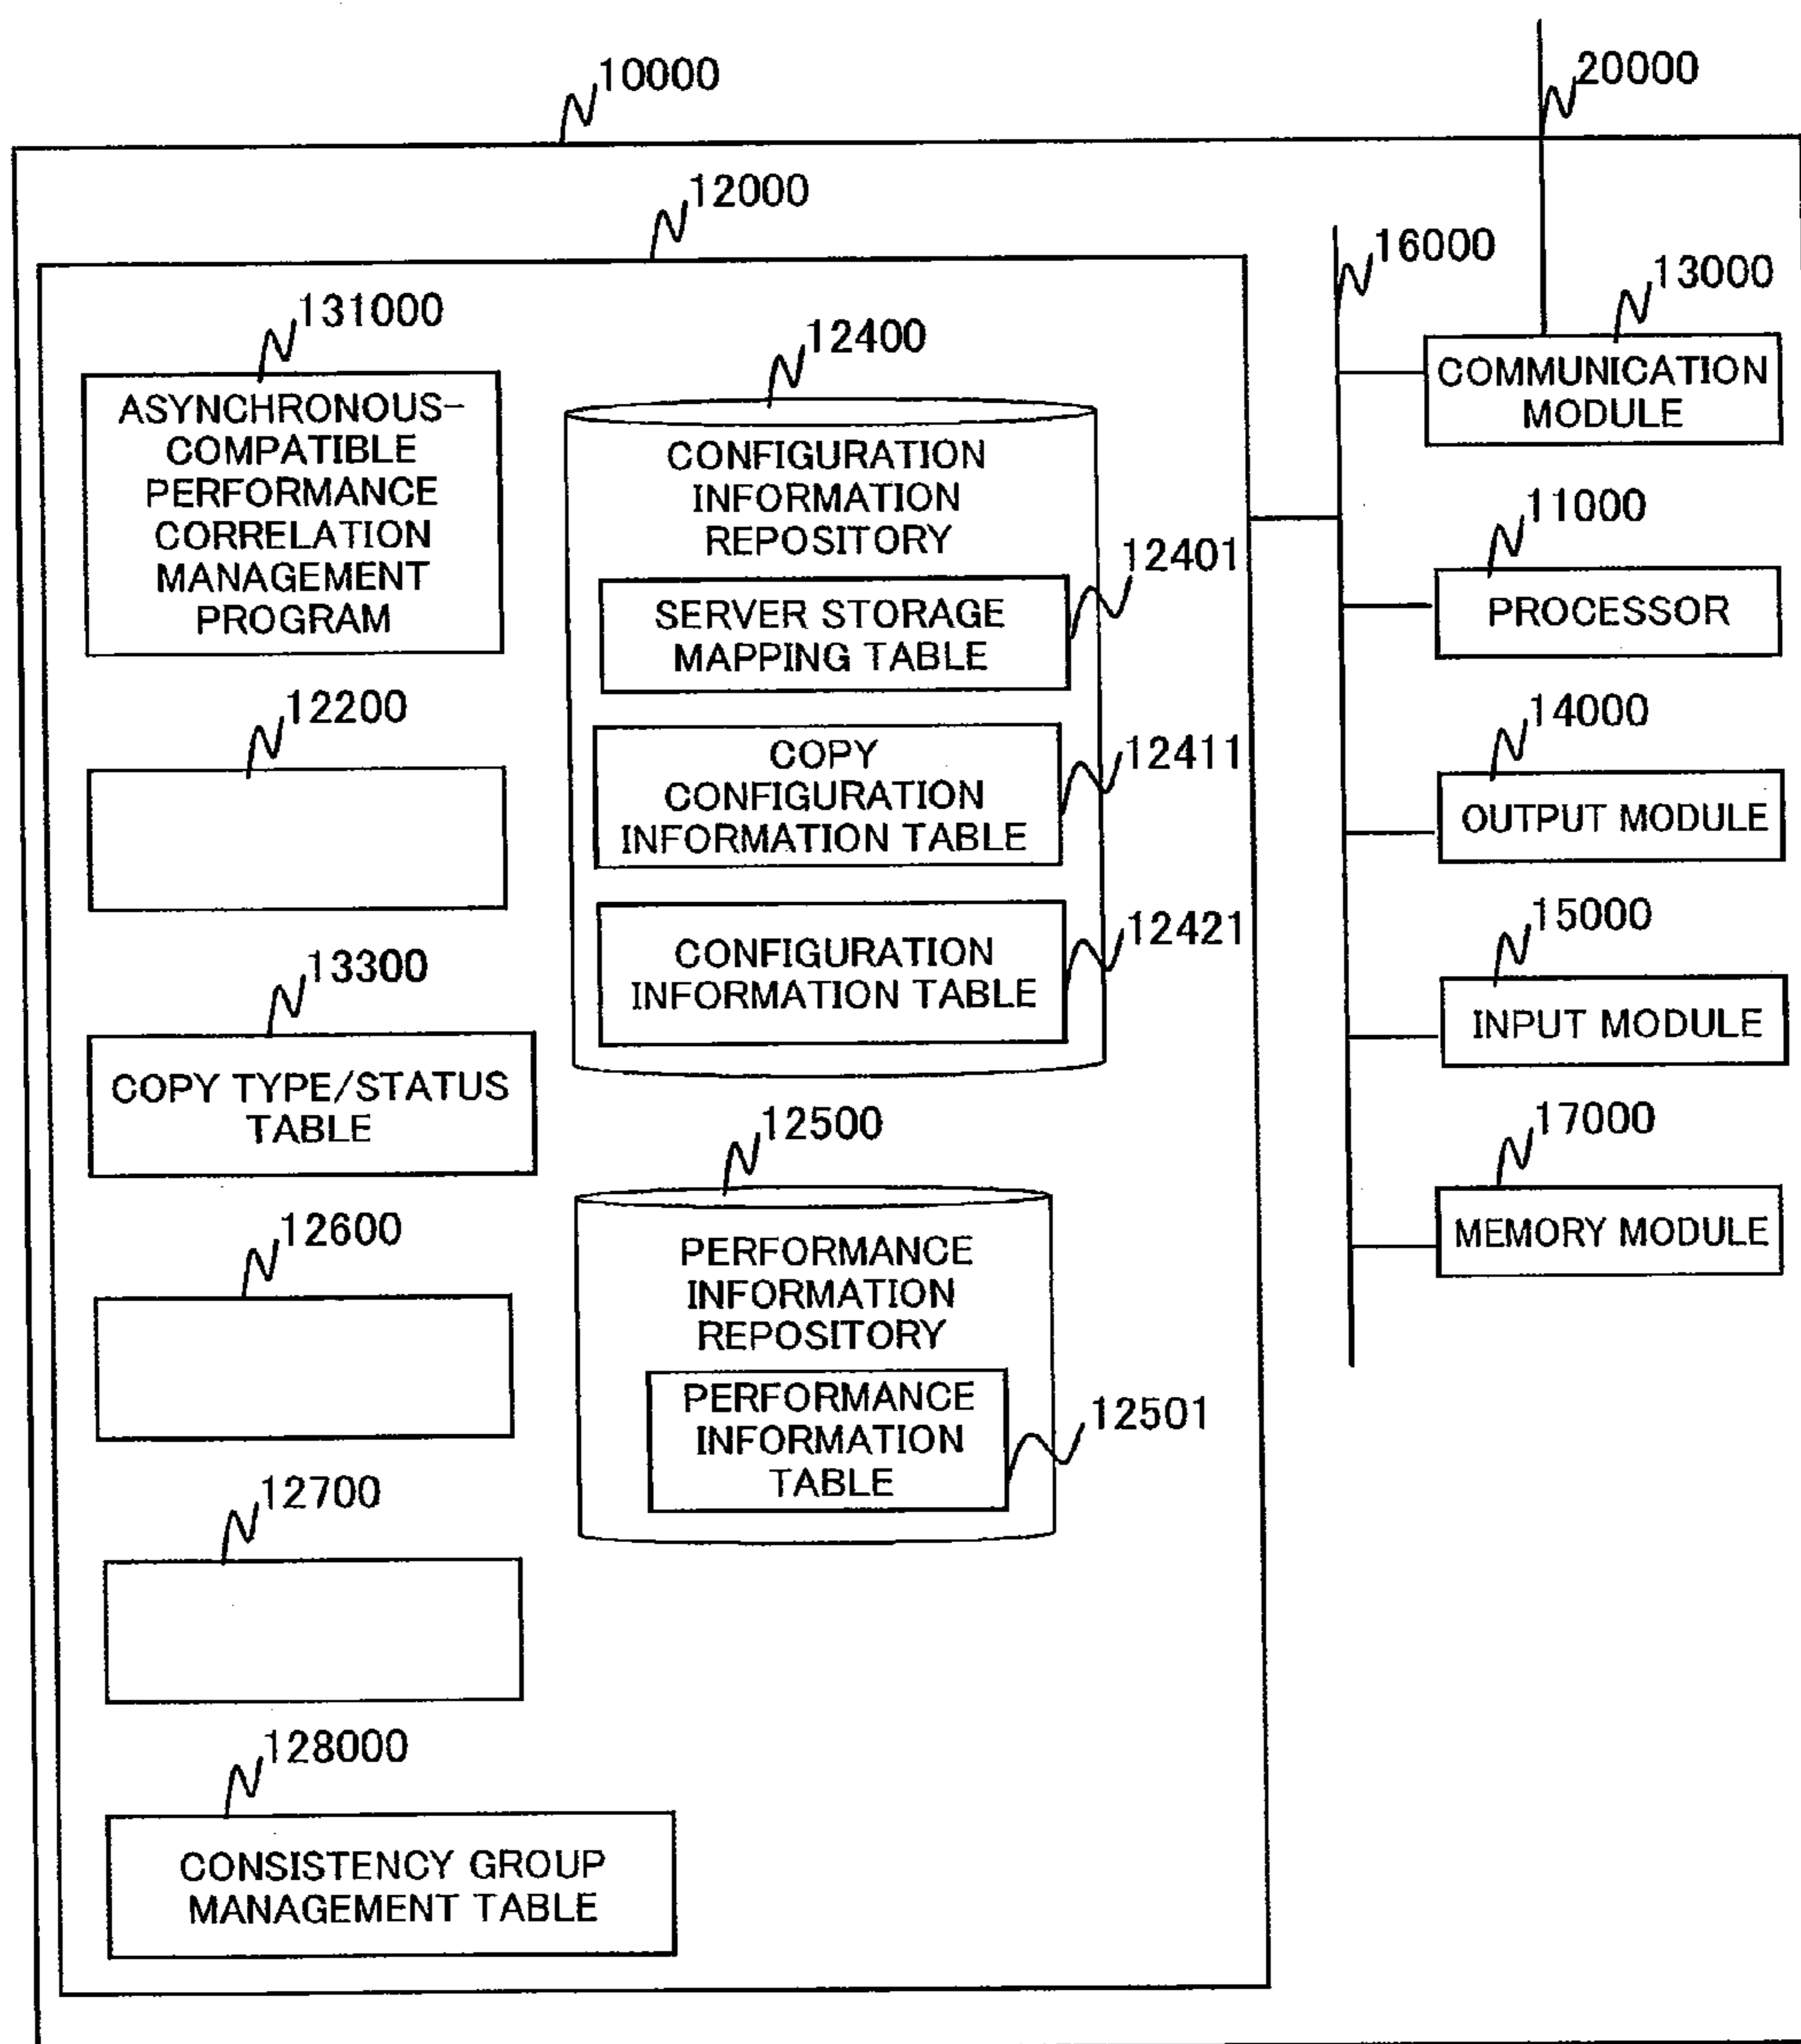 10000
20000
12000
16000
13000
COMMUNICATION
MODULE
131000
ASYNCHRONOUS-
COMPATIBLE
PERFORMANCE
CORRELATION
MANAGEMENT
PROGRAM
12400
CONFIGURATION
INFORMATION
REPOSITORY
12401
SERVER STORAGE
MAPPING TABLE
11000
PROCESSOR
12200
COPY
CONFIGURATION
INFORMATION TABLE
12411
14000
OUTPUT MODULE
CONFIGURATION
INFORMATION TABLE
12421
15000
INPUT MODULE
13300
COPY TYPE/STATUS
TABLE
12500
PERFORMANCE
INFORMATION
REPOSITORY
PERFORMANCE
INFORMATION
TABLE
12501
17000
MEMORY MODULE
12600
12700
128000
CONSISTENCY GROUP
MANAGEMENT TABLE